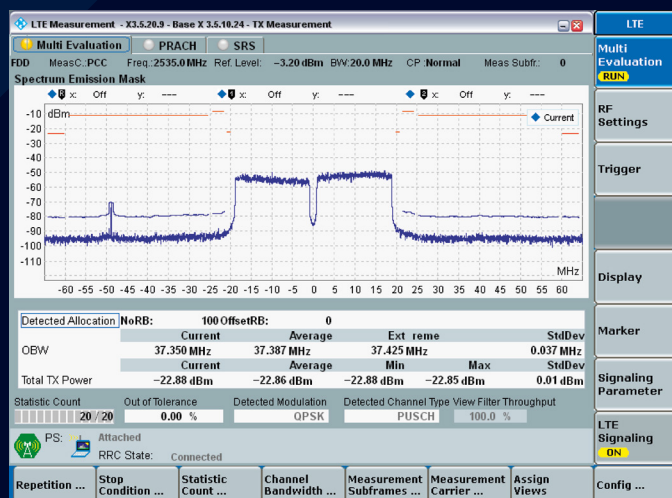 LTE Measurement - X3.5.20.9 - Base X 3.5.10.24 - TX Measurement
LTE
Multi Evaluation PRACH SRS
Multi
Evaluation
RUN
FDD MeasC.:PCC Freq.:2535.0 MHz Ref. Level: -3.20 dBm BW:20.0 MHz CP :Normal Meas Subfr.: 0
Spectrum Emission Mask
x: Off y: --- x: Off y: --- x: Off y: ---
dBm
Current
-10
-20
-30
-40
-50
-60
-70
-80
-90
-100
-110
MHz
-60 -55 -50 -45 -40 -35 -30 -25 -20 -15 -10 -5 0 5 10 15 20 25 30 35 40 45 50 55 60
RF
Settings
Trigger
Display
Marker
Signaling
Parameter
LTE
Signaling
ON
Detected Allocation NoRB: 100 OffsetRB: 0
Current Average Extreme StdDev
OBW 37.350 MHz 37.387 MHz 37.425 MHz 0.037 MHz
Current Average Min Max StdDev
Total TX Power -22.88 dBm -22.86 dBm -22.88 dBm -22.85 dBm 0.01 dBm
Statistic Count Out of Tolerance Detected Modulation Detected Channel Type View Filter Throughput
20 / 20 0.00 % QPSK PUSCH 100.0 %
PS: Attached
RRC State: Connected
Repetition ... Stop Condition ... Statistic Count ... Channel Bandwidth ... Measurement Subframes ... Measurement Carrier ... Assign Views Config ...